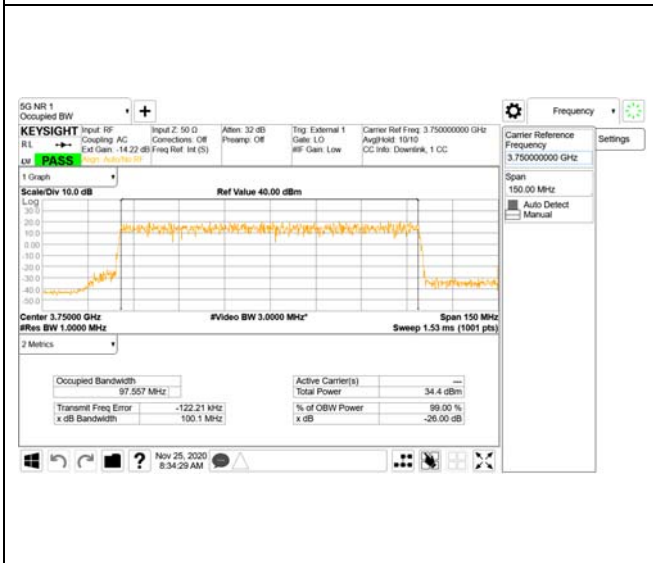 5G NR 1
Occupied BW
Frequency
KEYSIGHT
RL
LXI
PASS
Input: RF
Coupling: AC
Ext Gain: -14.22 dB
Align: Auto/No RF
Input Z: 50 Ω
Corrections: Off
Freq Ref: Int (S)
Atten: 32 dB
Preamp: Off
Trig: External 1
Gate: LO
#IF Gain: Low
Carrier Ref Freq: 3.750000000 GHz
Avg|Hold: 10/10
CC Info: Downlink, 1 CC
Carrier Reference
Frequency
3.750000000 GHz
Settings
Span
150.00 MHz
Auto Detect
Manual
1 Graph
Scale/Div 10.0 dB
Ref Value 40.00 dBm
Log
30.0
20.0
10.0
0.00
-10.0
-20.0
-30.0
-40.0
-50.0
Center 3.75000 GHz
#Video BW 3.0000 MHz*
Span 150 MHz
#Res BW 1.0000 MHz
Sweep 1.53 ms (1001 pts)
2 Metrics
Occupied Bandwidth
97.557 MHz
Transmit Freq Error -122.21 kHz
x dB Bandwidth 100.1 MHz
Active Carrier(s) ---
Total Power 34.4 dBm
% of OBW Power 99.00 %
x dB -26.00 dB
Nov 25, 2020
8:34:29 AM